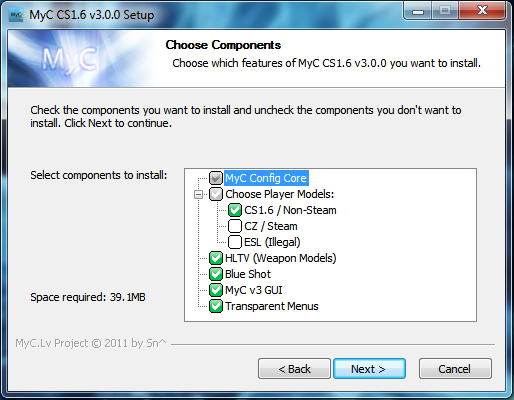 MyC CS1.6 v3.0.0 Setup
MyC
Choose Components
Choose which features of MyC CS1.6 v3.0.0 you want to install.
Check the components you want to install and uncheck the components you don't want to
install. Click Next to continue.
Select components to install:
MyC Config Core
Choose Player Models:
CS1.6 / Non-Steam
CZ / Steam
ESL (Illegal)
HLTV (Weapon Models)
Blue Shot
MyC v3 GUI
Transparent Menus
Space required: 39.1MB
MyC.Lv Project © 2011 by Sn^
< Back
Next >
Cancel